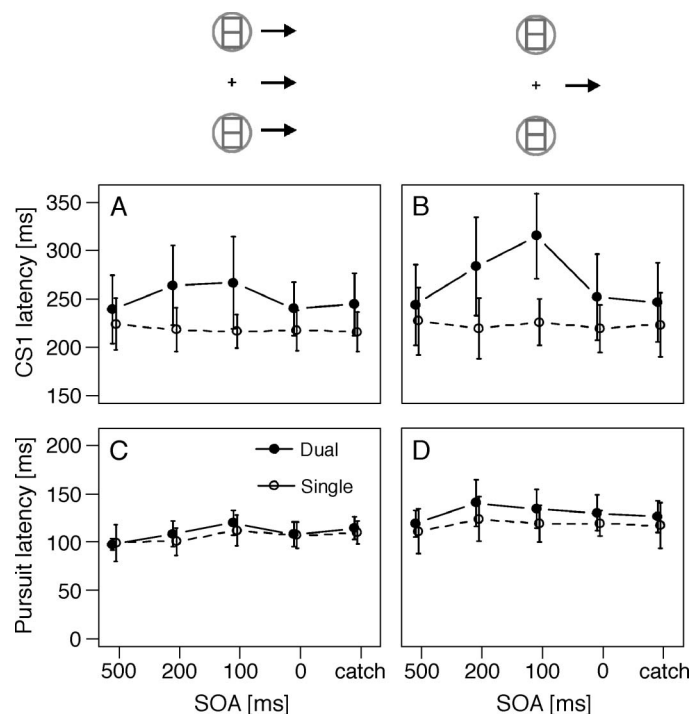 A
B
CS1 latency [ms]
350
300
250
200
150
C
D
Dual
Single
Pursuit latency [ms]
200
150
100
50
0
500 200 100 0 catch
500 200 100 0 catch
SOA [ms]
SOA [ms]